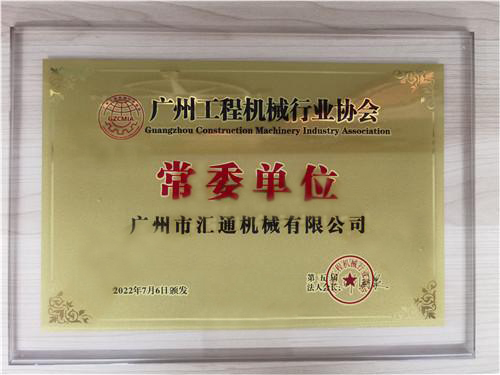 GZCMIA
广州工程机械行业协会
Guangzhou Construction Machinery Industry Association
常委单位
广州市汇通机械有限公司
第五届
法人会长:
2022年7月6日颁发